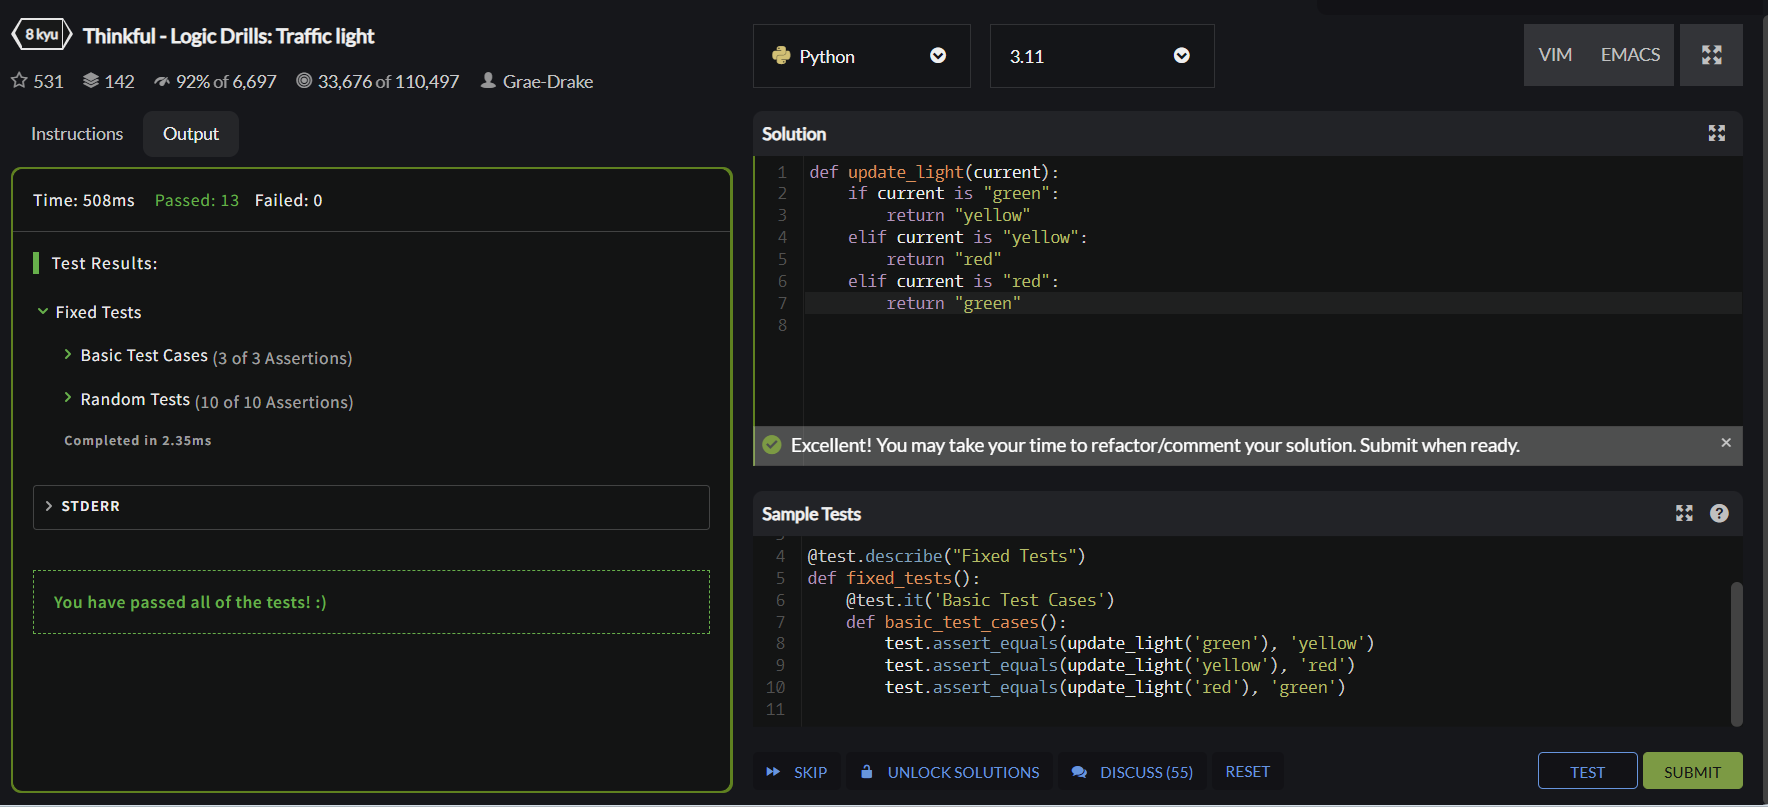 8 kyu Thinkful - Logic Drills: Traffic light
531 142 92% of 6,697 33,676 of 110,497 Grae-Drake
Instructions Output
Time: 508ms Passed: 13 Failed: 0
Test Results:
Fixed Tests
Basic Test Cases (3 of 3 Assertions)
Random Tests (10 of 10 Assertions)
Completed in 2.35ms
STDERR
You have passed all of the tests! :)
Python 3.11 VIM EMACS
Solution
1 def update_light(current):
2     if current is "green":
3         return "yellow"
4     elif current is "yellow":
5         return "red"
6     elif current is "red":
7         return "green"
8
Excellent! You may take your time to refactor/comment your solution. Submit when ready. ×
Sample Tests ?
4 @test.describe("Fixed Tests")
5 def fixed_tests():
6     @test.it('Basic Test Cases')
7     def basic_test_cases():
8         test.assert_equals(update_light('green'), 'yellow')
9         test.assert_equals(update_light('yellow'), 'red')
10         test.assert_equals(update_light('red'), 'green')
11
SKIP UNLOCK SOLUTIONS DISCUSS (55) RESET TEST SUBMIT